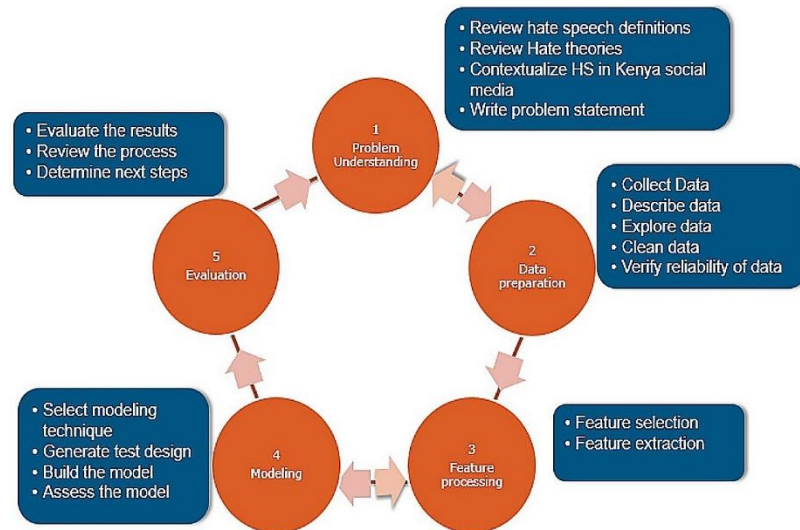 • Review hate speech definitions
• Review Hate theories
• Contextualize HS in Kenya social
media
• Write problem statement
1
Problem
Understanding
• Evaluate the results
• Review the process
• Determine next steps
• Collect Data
• Describe data
• Explore data
• Clean data
• Verify reliability of data
2
Data
preparation
5
Evaluation
• Select modeling
technique
• Generate test design
• Build the model
• Assess the model
4
Modeling
3
Feature
processing
• Feature selection
• Feature extraction